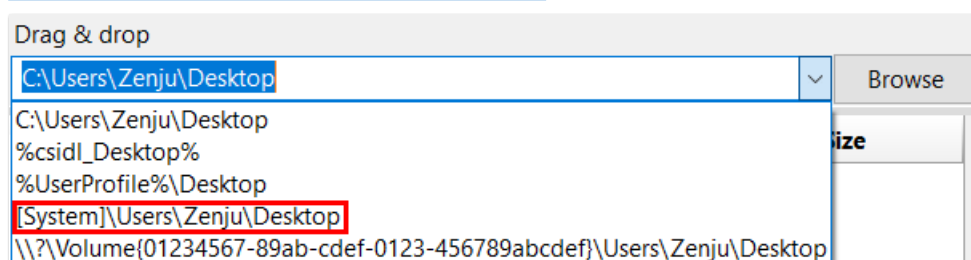 Drag & drop
C:\Users\Zenju\Desktop
Browse
C:\Users\Zenju\Desktop
%csidl_Desktop%
%UserProfile%\Desktop
[System]\Users\Zenju\Desktop
\\?\Volume{01234567-89ab-cdef-0123-456789abcdef}\Users\Zenju\Desktop
Size